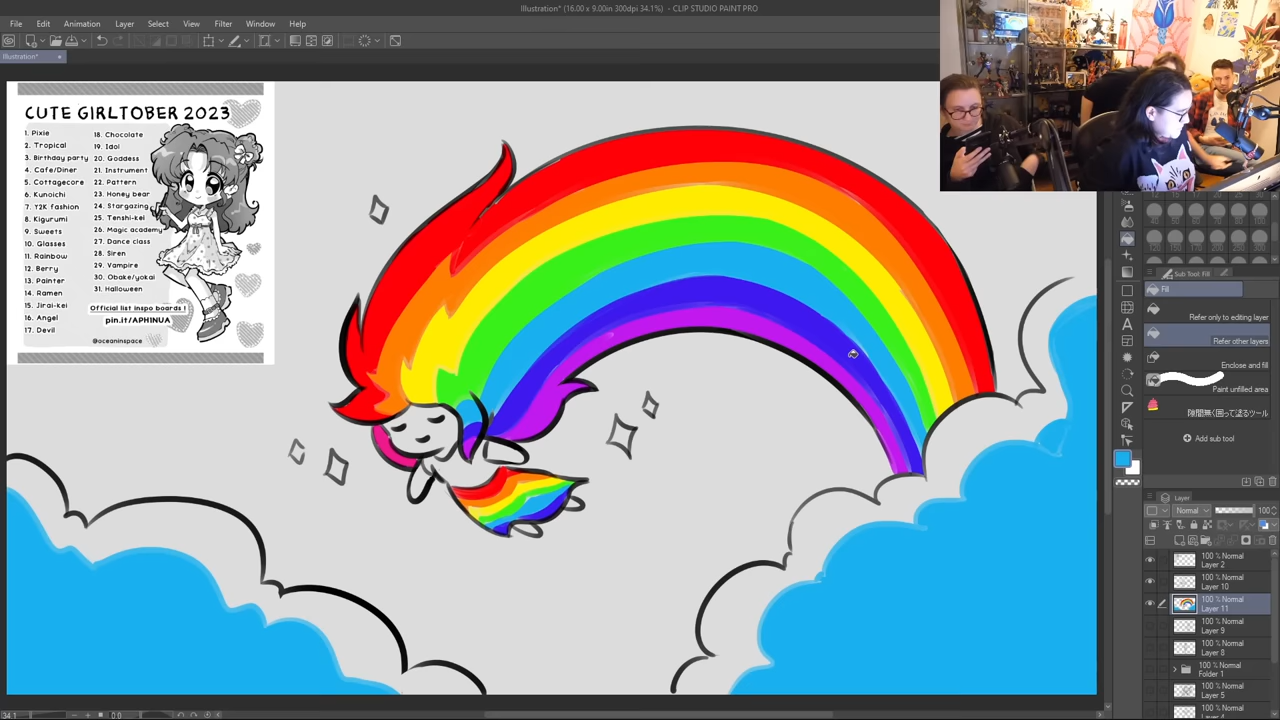 Illustration* (16.00 x 9.00in 300dpi 34.1%) - CLIP STUDIO PAINT PRO
File Edit Animation Layer Select View Filter Window Help
Illustration*
CUTE GIRLTOBER 2023
1. Pixie
2. Tropical
3. Birthday party
4. Cafe/Diner
5. Cottagecore
6. Kunoichi
7. Y2K fashion
8. Kigurumi
9. Sweets
10. Glasses
11. Rainbow
12. Berry
13. Painter
14. Ramen
15. Jirai-kei
16. Angel
17. Devil
18. Chocolate
19. Idol
20. Goddess
21. Instrument
22. Pattern
23. Honey bear
24. Stargazing
25. Tenshi-kei
26. Magic academy
27. Dance class
28. Siren
29. Vampire
30. Obake/yokai
31. Halloween
Official list inspo boards!
pin.it/APH1NUA
@oceaninspace
Sub Tool Fill
Fill
Refer only to editing layer
Refer other layers
Enclose and fill
Paint unfilled area
隙間無く囲って塗るツール
Add sub tool
Layer
Normal 100
100 % Normal
Layer 2
100 % Normal
Layer 10
100 % Normal
Layer 11
100 % Normal
Layer 9
100 % Normal
Layer 8
100 % Normal
Folder 1
100 % Normal
Layer 5
100 % Normal
34.1 0.0